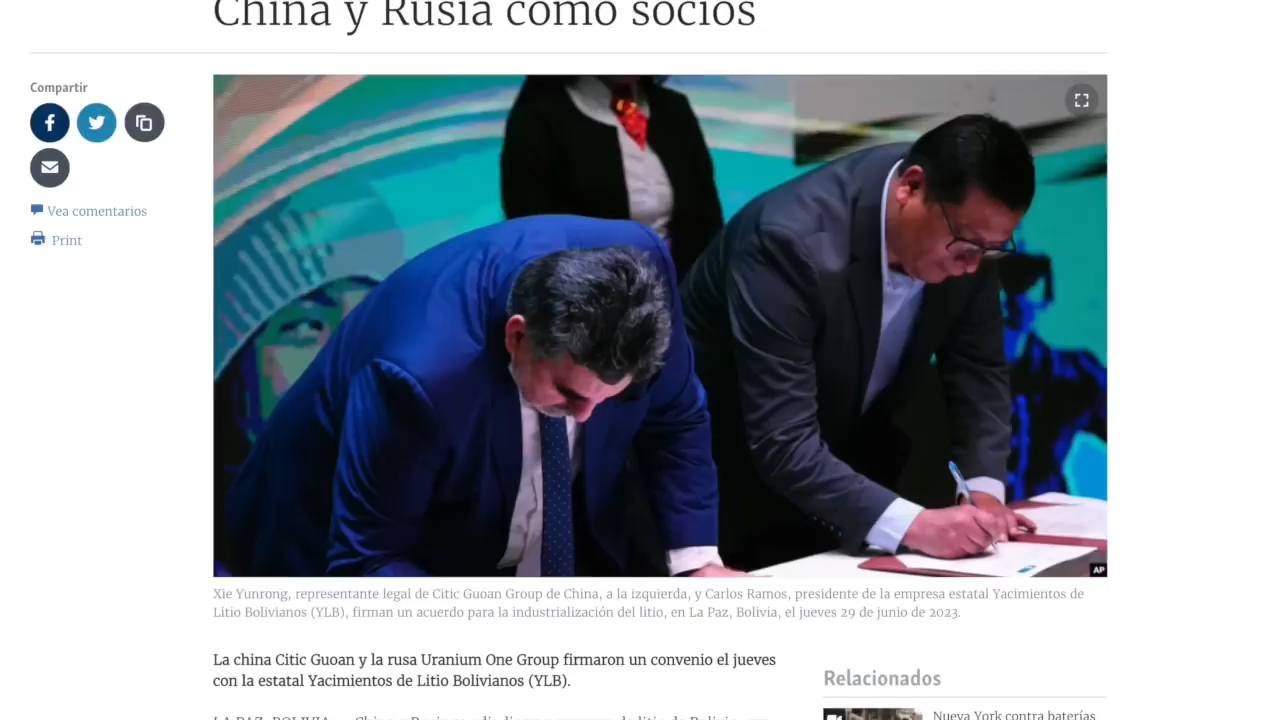 China y Rusia como socios
Compartir
Vea comentarios
Print
AP
Xie Yunrong, representante legal de Citic Guoan Group de China, a la izquierda, y Carlos Ramos, presidente de la empresa estatal Yacimientos de
Litio Bolivianos (YLB), firman un acuerdo para la industrialización del litio, en La Paz, Bolivia, el jueves 29 de junio de 2023.
La china Citic Guoan y la rusa Uranium One Group firmaron un convenio el jueves
con la estatal Yacimientos de Litio Bolivianos (YLB).
Relacionados
Nueva York contra baterías